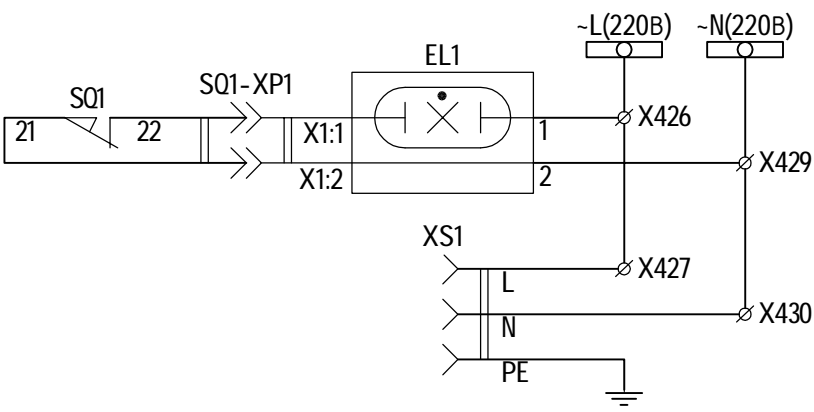 ~L(220В)
~N(220В)
EL1
SQ1
SQ1-XP1
21
22
X1:1
1
X426
X1:2
2
X429
XS1
L
X427
N
X430
PE